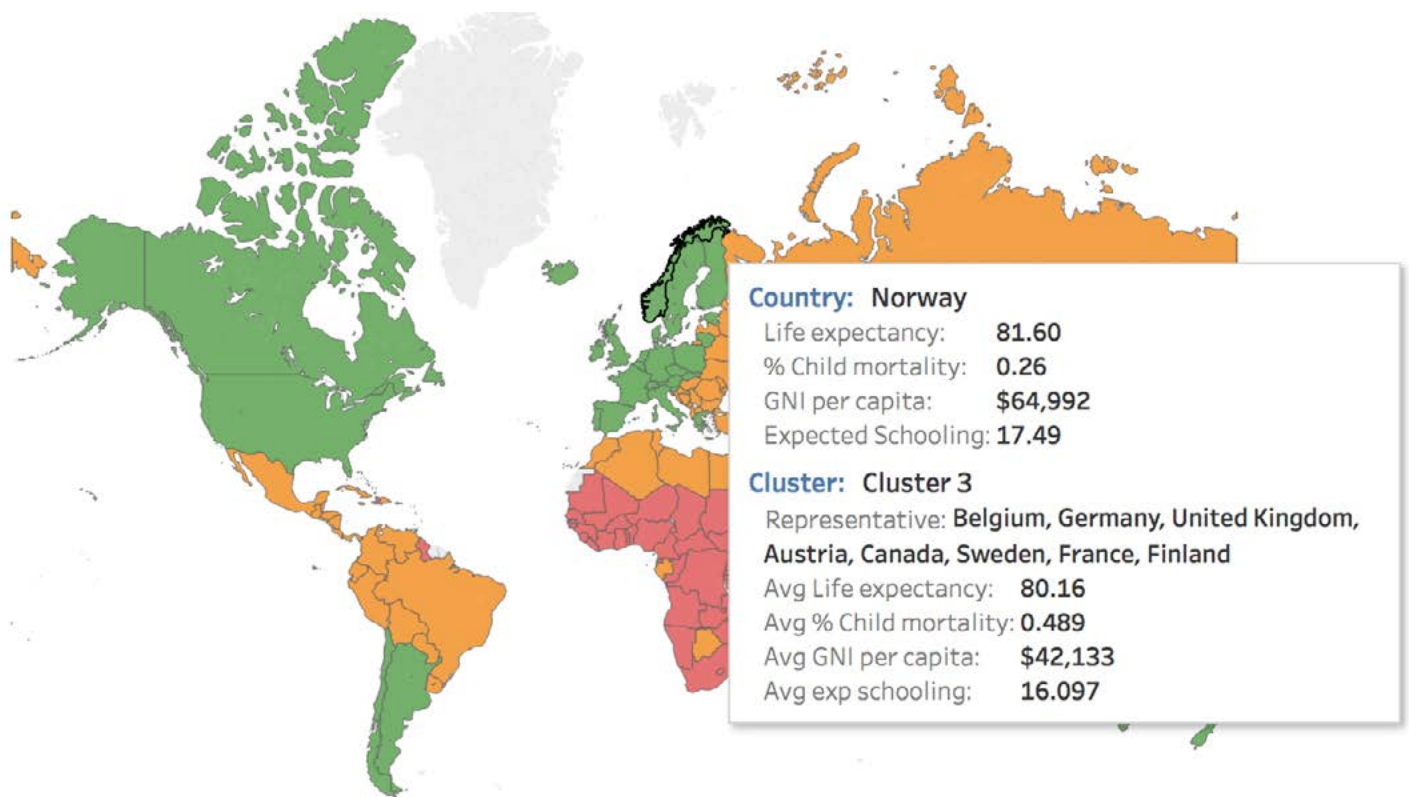 Country: Norway
Life expectancy: 81.60
% Child mortality: 0.26
GNI per capita: $64,992
Expected Schooling: 17.49
Cluster: Cluster 3
Representative: Belgium, Germany, United Kingdom,
Austria, Canada, Sweden, France, Finland
Avg Life expectancy: 80.16
Avg % Child mortality: 0.489
Avg GNI per capita: $42,133
Avg exp schooling: 16.097